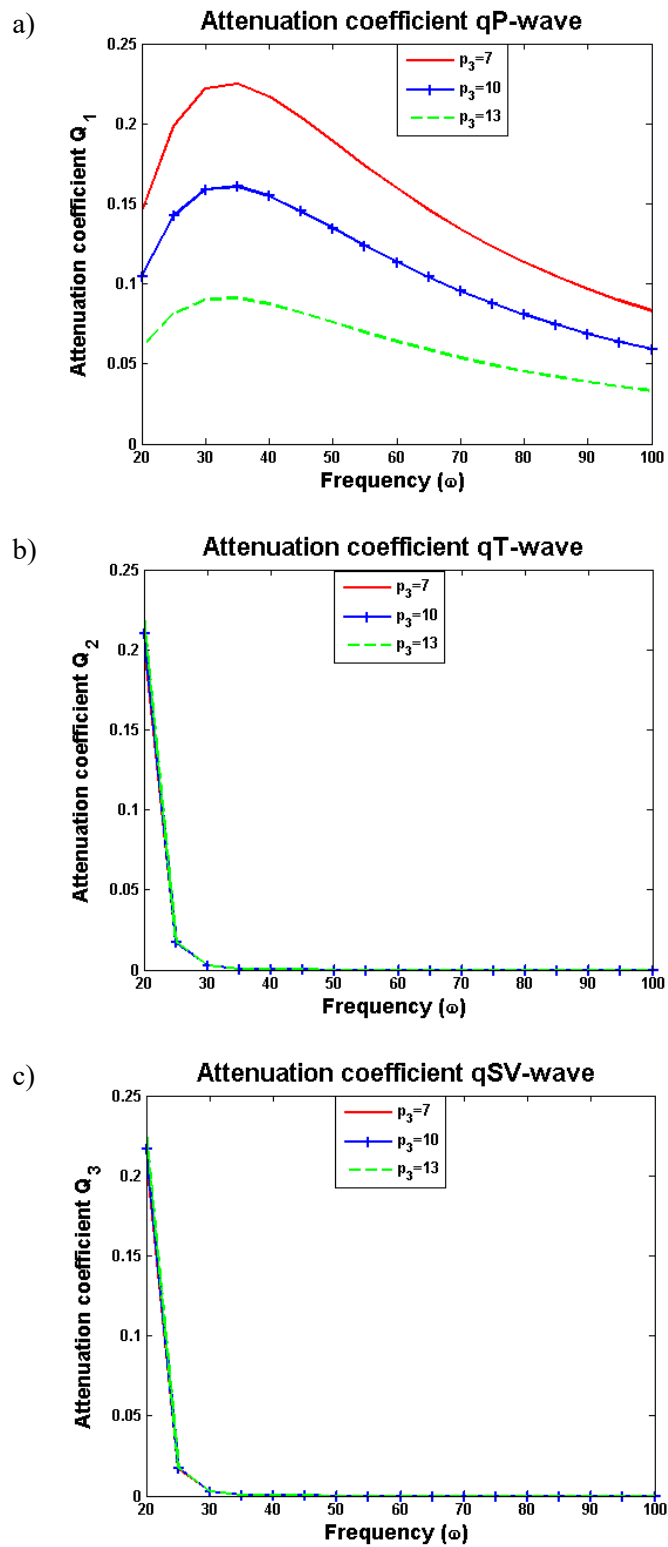 a)
Attenuation coefficient qP-wave
p3=7
p3=10
p3=13
Attenuation coefficient Q1
0.25
0.2
0.15
0.1
0.05
0
20 30 40 50 60 70 80 90 100
Frequency (ω)
b)
Attenuation coefficient qT-wave
p3=7
p3=10
p3=13
Attenuation coefficient Q2
0.25
0.2
0.15
0.1
0.05
0
20 30 40 50 60 70 80 90 100
Frequency (ω)
c)
Attenuation coefficient qSV-wave
p3=7
p3=10
p3=13
Attenuation coefficient Q3
0.25
0.2
0.15
0.1
0.05
0
20 30 40 50 60 70 80 90 100
Frequency (ω)